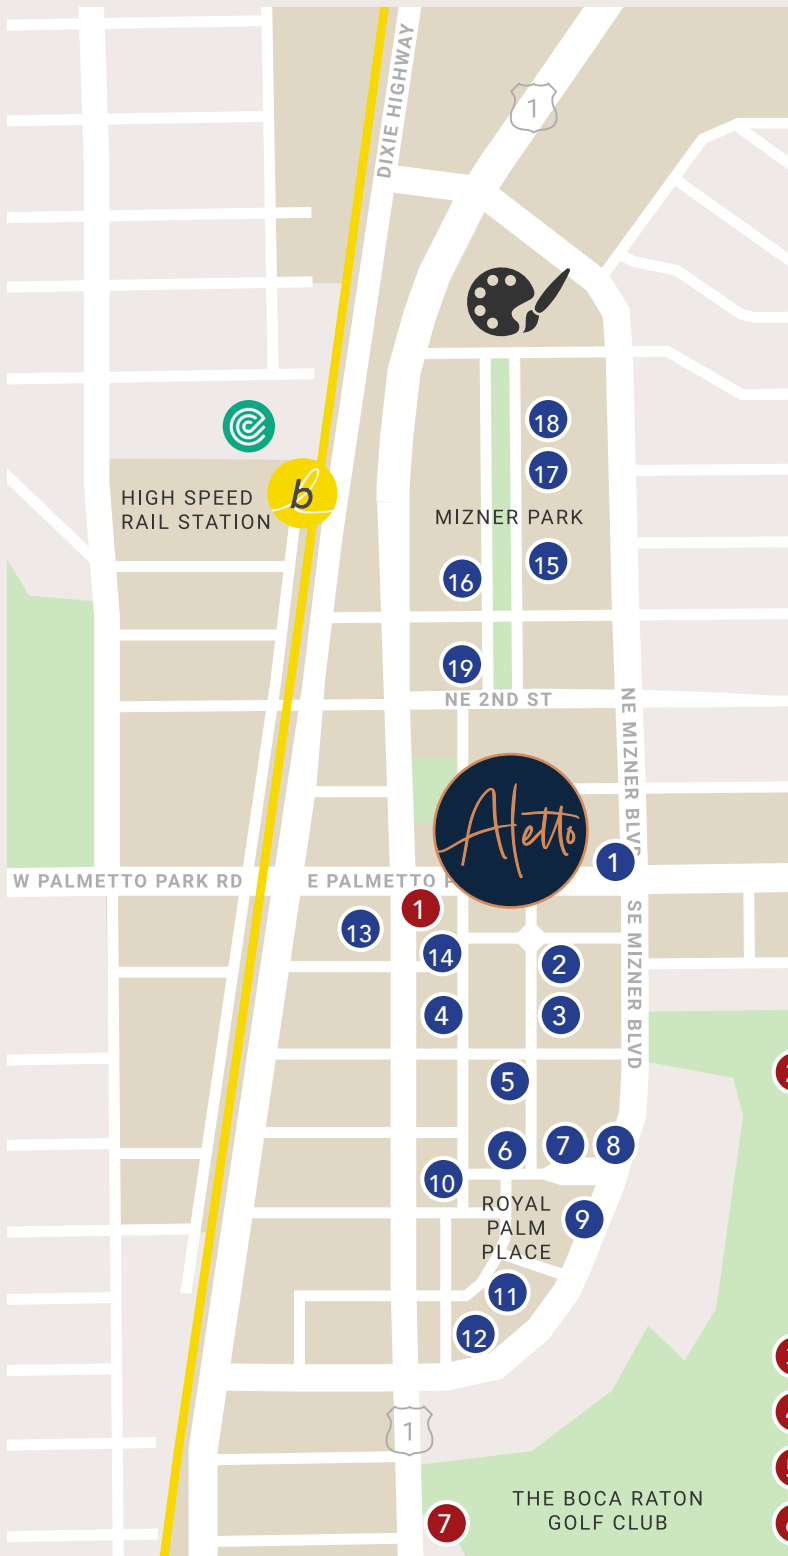 DIXIE HIGHWAY
1
18
17
HIGH SPEED
RAIL STATION
b
MIZNER PARK
15
16
19
NE 2ND ST
NE MIZNER BLVD
Aletto
1
W PALMETTO PARK RD
E PALMETTO P
1
13
14
2
4
3
SE MIZNER BLVD
5
6
7
8
10
ROYAL
PALM
PLACE
9
11
12
1
THE BOCA RATON
GOLF CLUB
7